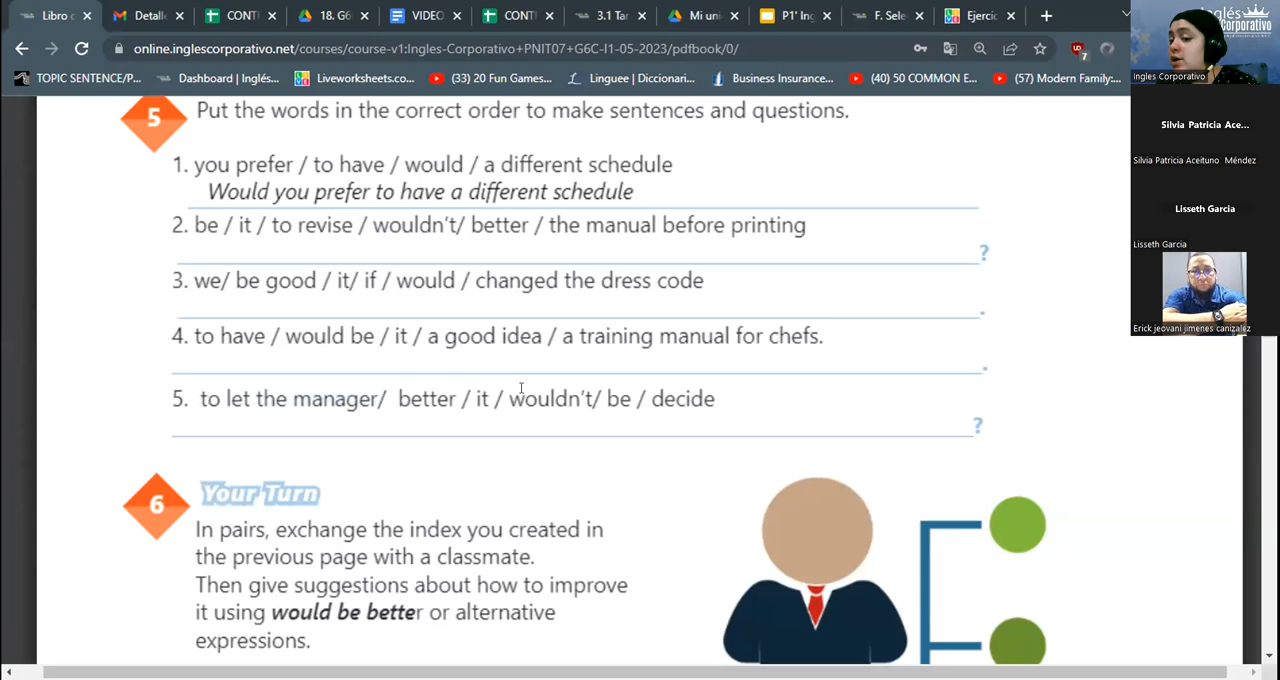 Libro
Detall
CONT
18. G6
VIDEO
CONT
3.1 Tar
Mi uni
P1' Ing
F. Sele
Ejercic
Inglés
Corporativo
online.inglescorporativo.net/courses/course-v1:Ingles-Corporativo+PNIT07+G6C-I1-05-2023/pdfbook/0/
7
TOPIC SENTENCE/P...
Dashboard | Inglés...
Liveworksheets.co...
(33) 20 Fun Games...
Linguee | Diccionari...
Business Insurance...
(40) 50 COMMON E...
(57) Modern Family:...
Ingles Corporativo
Silvia Patricia Ace...
Silvia Patricia Aceituno Méndez
Lisseth Garcia
Lisseth Garcia
Erick jeovani jimenes canizalez
5 Put the words in the correct order to make sentences and questions.
1. you prefer / to have / would / a different schedule
Would you prefer to have a different schedule
2. be / it / to revise / wouldn't/ better / the manual before printing
?
3. we/ be good / it/ if / would / changed the dress code
.
4. to have / would be / it / a good idea / a training manual for chefs.
.
5. to let the manager/ better / it / wouldn't/ be / decide
?
6 Your Turn
In pairs, exchange the index you created in
the previous page with a classmate.
Then give suggestions about how to improve
it using would be better or alternative
expressions.